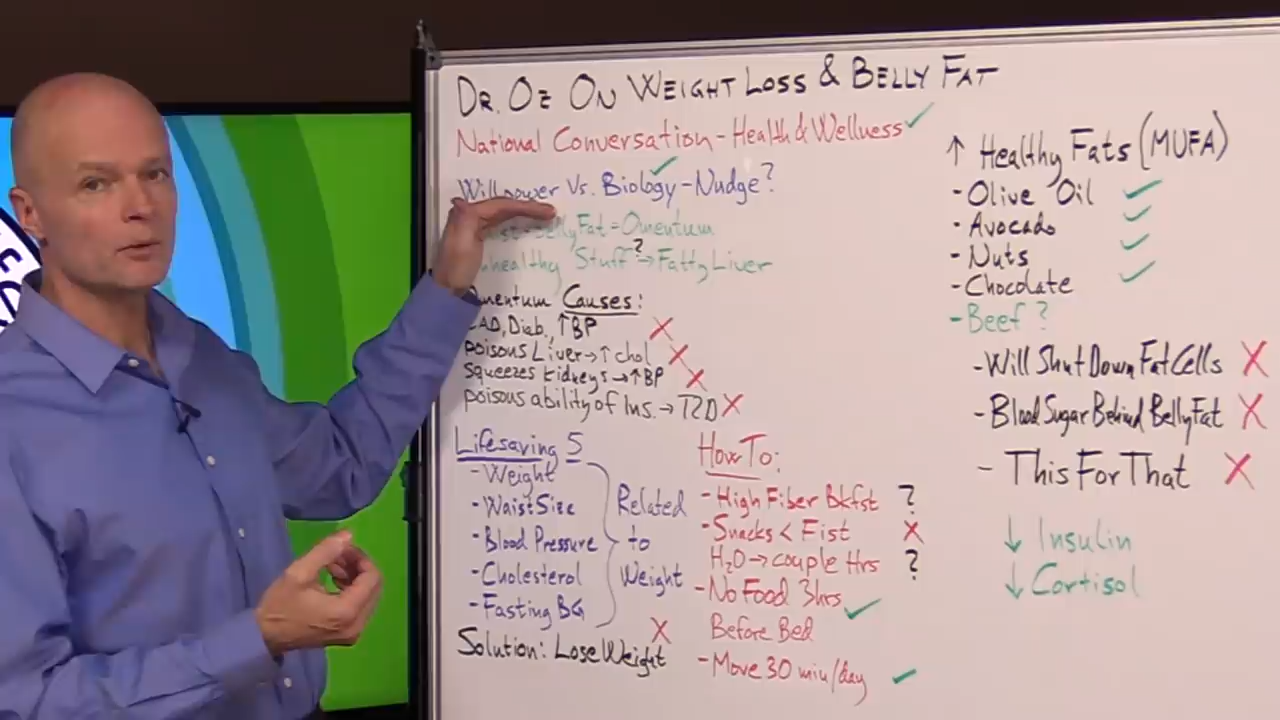 DR. OZ ON WEIGHT LOSS & BELLY FAT
National Conversation - Health & Wellness ✓
Willpower Vs. Biology - Nudge? ✓
Belly Fat = Omentum
Stuff ? → Fatty Liver
Omentum Causes:
CAD, Diab, ↑BP X
poisons Liver → ↑ chol X
squeezes kidneys → ↑BP X
poisons ability of Ins. → T2D X
Lifesaving 5
- Weight
- Waist Size
- Blood Pressure
- Cholesterol
- Fasting BG
Related
to
Weight
Solution: Lose Weight X
How To:
- High Fiber Bkfst ?
- Snacks < Fist X
H2O → couple Hrs ?
- No Food 3hrs ✓
Before Bed
- Move 30 min/day ✓
↑ Healthy Fats (MUFA)
- Olive Oil ✓
- Avocado ✓
- Nuts ✓
- Chocolate ✓
- Beef ?
- Will Shut Down Fat Cells X
- Blood Sugar Behind Belly Fat X
- This For That X
↓ Insulin
↓ Cortisol